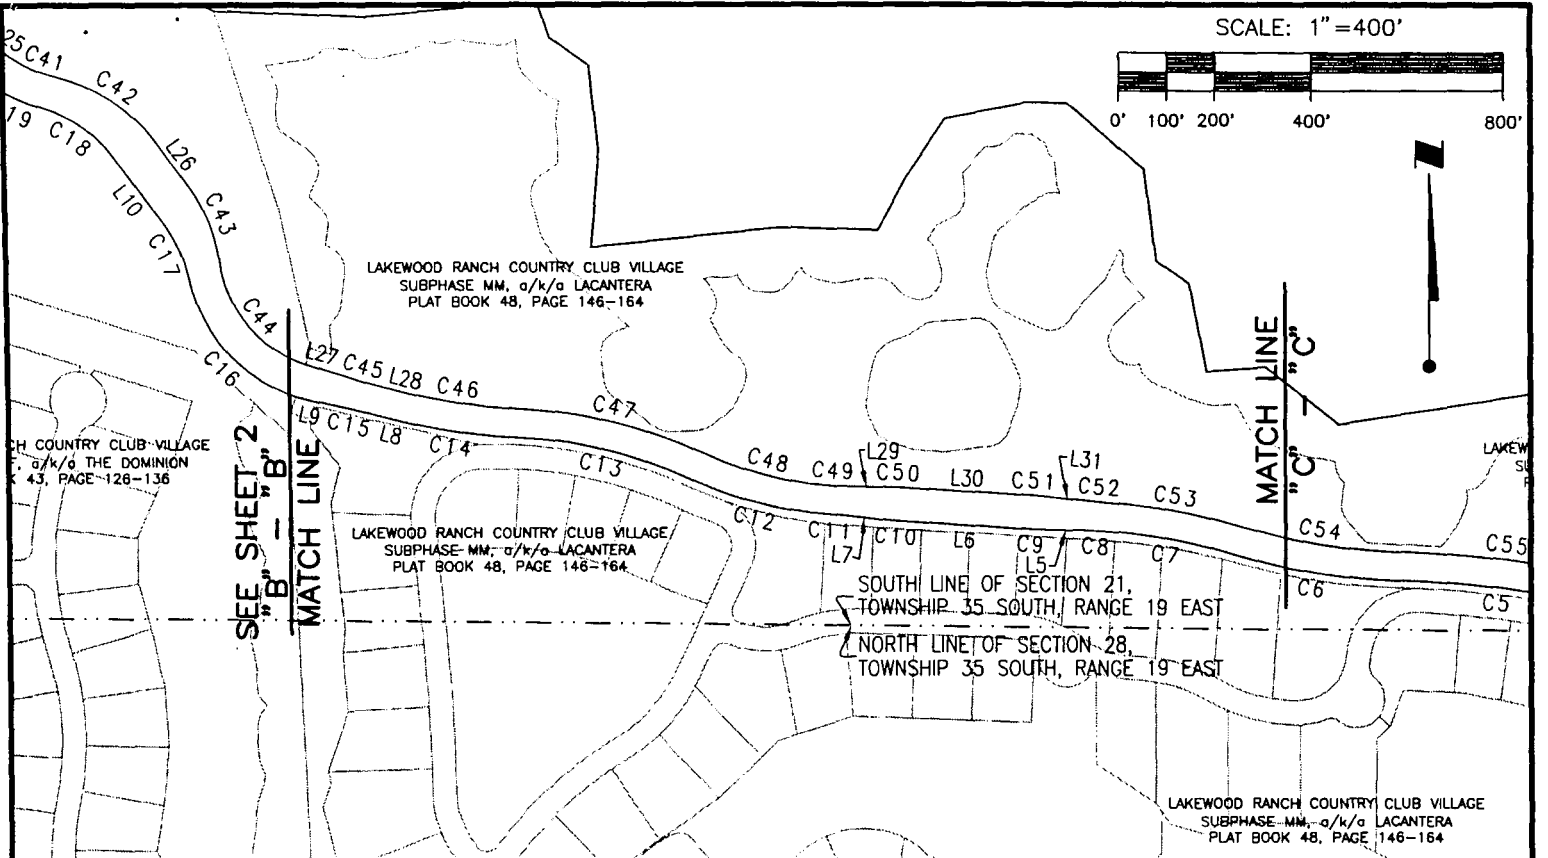 SCALE: 1"=400'
0' 100' 200' 400' 800'
25 C41
C42
19 C18
L26
L10
C43
C17
C44
C16
LAKEWOOD RANCH COUNTRY CLUB VILLAGE
SUBPHASE MM, a/k/a LACANTERA
PLAT BOOK 48, PAGE 146-164
L27 C45 L28 C46
C47
L9 C15 L8 C14
C13
C48
C49 L29 C50 L30 C51 L31 C52 C53
C54 C55
C12
C11 L7 C10 L6 C9 L5 C8 C7
C6 C5
CH COUNTRY CLUB VILLAGE
a/k/a THE DOMINION
K 43, PAGE 128-136
SEE SHEET 2
"B" — "B"
MATCH LINE
LAKEWOOD RANCH COUNTRY CLUB VILLAGE
SUBPHASE MM, a/k/a LACANTERA
PLAT BOOK 48, PAGE 146-164
MATCH LINE
"C" — "C"
LAKEW
SU
SOUTH LINE OF SECTION 21,
TOWNSHIP 35 SOUTH, RANGE 19 EAST
NORTH LINE OF SECTION 28,
TOWNSHIP 35 SOUTH, RANGE 19 EAST
LAKEWOOD RANCH COUNTRY CLUB VILLAGE
SUBPHASE MM, a/k/a LACANTERA
PLAT BOOK 48, PAGE 146-164
N